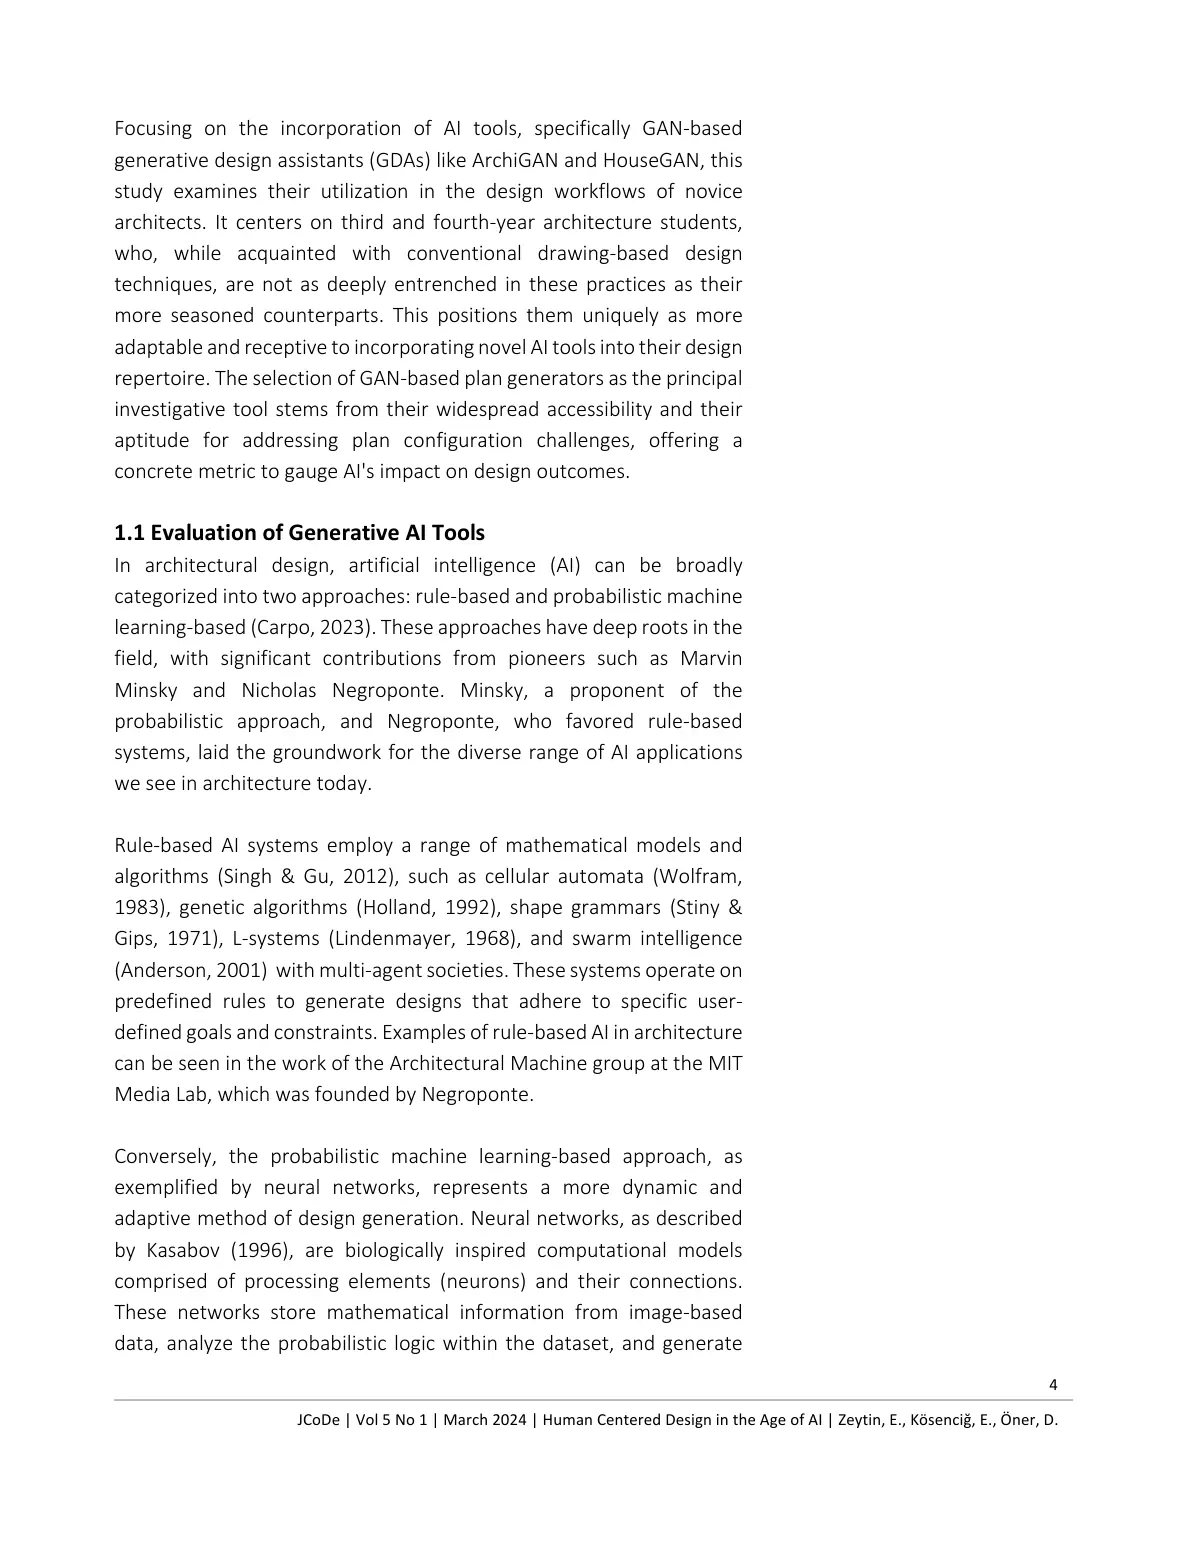 Focusing on the incorporation of AI tools, specifically GAN-based
generative design assistants (GDAs) like ArchiGAN and HouseGAN, this
study examines their utilization in the design workflows of novice
architects. It centers on third and fourth-year architecture students,
who, while acquainted with conventional drawing-based design
techniques, are not as deeply entrenched in these practices as their
more seasoned counterparts. This positions them uniquely as more
adaptable and receptive to incorporating novel AI tools into their design
repertoire. The selection of GAN-based plan generators as the principal
investigative tool stems from their widespread accessibility and their
aptitude for addressing plan configuration challenges, offering a
concrete metric to gauge AI's impact on design outcomes.
1.1 Evaluation of Generative AI Tools
In architectural design, artificial intelligence (AI) can be broadly
categorized into two approaches: rule-based and probabilistic machine
learning-based (Carpo, 2023). These approaches have deep roots in the
field, with significant contributions from pioneers such as Marvin
Minsky and Nicholas Negroponte. Minsky, a proponent of the
probabilistic approach, and Negroponte, who favored rule-based
systems, laid the groundwork for the diverse range of AI applications
we see in architecture today.
Rule-based AI systems employ a range of mathematical models and
algorithms (Singh & Gu, 2012), such as cellular automata (Wolfram,
1983), genetic algorithms (Holland, 1992), shape grammars (Stiny &
Gips, 1971), L-systems (Lindenmayer, 1968), and swarm intelligence
(Anderson, 2001) with multi-agent societies. These systems operate on
predefined rules to generate designs that adhere to specific user-
defined goals and constraints. Examples of rule-based AI in architecture
can be seen in the work of the Architectural Machine group at the MIT
Media Lab, which was founded by Negroponte.
Conversely, the probabilistic machine learning-based approach, as
exemplified by neural networks, represents a more dynamic and
adaptive method of design generation. Neural networks, as described
by Kasabov (1996), are biologically inspired computational models
comprised of processing elements (neurons) and their connections.
These networks store mathematical information from image-based
data, analyze the probabilistic logic within the dataset, and generate
4
JCoDe | Vol 5 No 1 | March 2024 | Human Centered Design in the Age of AI | Zeytin, E., Kösenciğ, E., Öner, D.